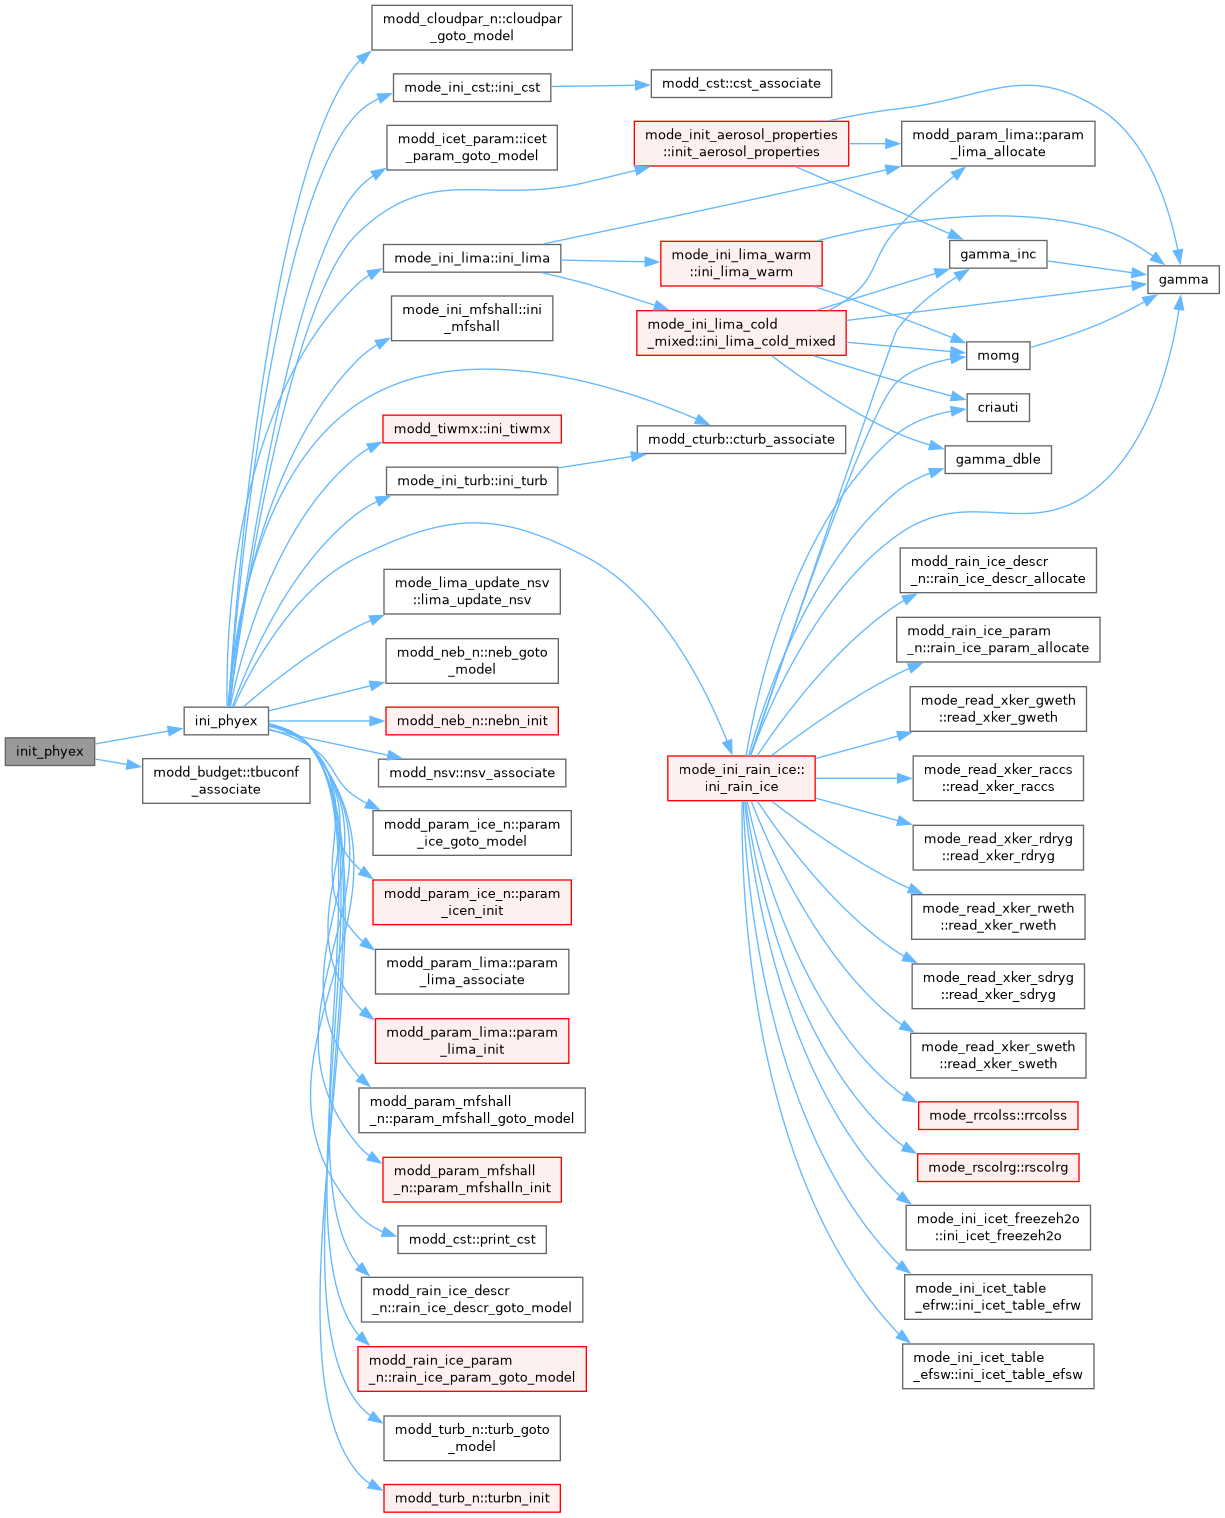 init_phyex
ini_phyex
modd_budget::tbuconf
_associate
modd_cloudpar_n::cloudpar
_goto_model
mode_ini_cst::ini_cst
modd_icet_param::icet
_param_goto_model
mode_ini_lima::ini_lima
mode_ini_mfshall::ini
_mfshall
modd_tiwmx::ini_tiwmx
mode_ini_turb::ini_turb
mode_lima_update_nsv
::lima_update_nsv
modd_neb_n::neb_goto
_model
modd_neb_n::nebn_init
modd_nsv::nsv_associate
modd_param_ice_n::param
_ice_goto_model
modd_param_ice_n::param
_icen_init
modd_param_lima::param
_lima_associate
modd_param_lima::param
_lima_init
modd_param_mfshall
_n::param_mfshall_goto_model
modd_param_mfshall
_n::param_mfshalln_init
modd_cst::print_cst
modd_rain_ice_descr
_n::rain_ice_descr_goto_model
modd_rain_ice_param
_n::rain_ice_param_goto_model
modd_turb_n::turb_goto
_model
modd_turb_n::turbn_init
modd_cst::cst_associate
mode_init_aerosol_properties
::init_aerosol_properties
mode_ini_lima_warm
::ini_lima_warm
mode_ini_lima_cold
_mixed::ini_lima_cold_mixed
modd_cturb::cturb_associate
mode_ini_rain_ice::
ini_rain_ice
modd_param_lima::param
_lima_allocate
gamma_inc
gamma
momg
criauti
gamma_dble
modd_rain_ice_descr
_n::rain_ice_descr_allocate
modd_rain_ice_param
_n::rain_ice_param_allocate
mode_read_xker_gweth
::read_xker_gweth
mode_read_xker_raccs
::read_xker_raccs
mode_read_xker_rdryg
::read_xker_rdryg
mode_read_xker_rweth
::read_xker_rweth
mode_read_xker_sdryg
::read_xker_sdryg
mode_read_xker_sweth
::read_xker_sweth
mode_rrcolss::rrcolss
mode_rscolrg::rscolrg
mode_ini_icet_freezeh2o
::ini_icet_freezeh2o
mode_ini_icet_table
_efrw::ini_icet_table_efrw
mode_ini_icet_table
_efsw::ini_icet_table_efsw